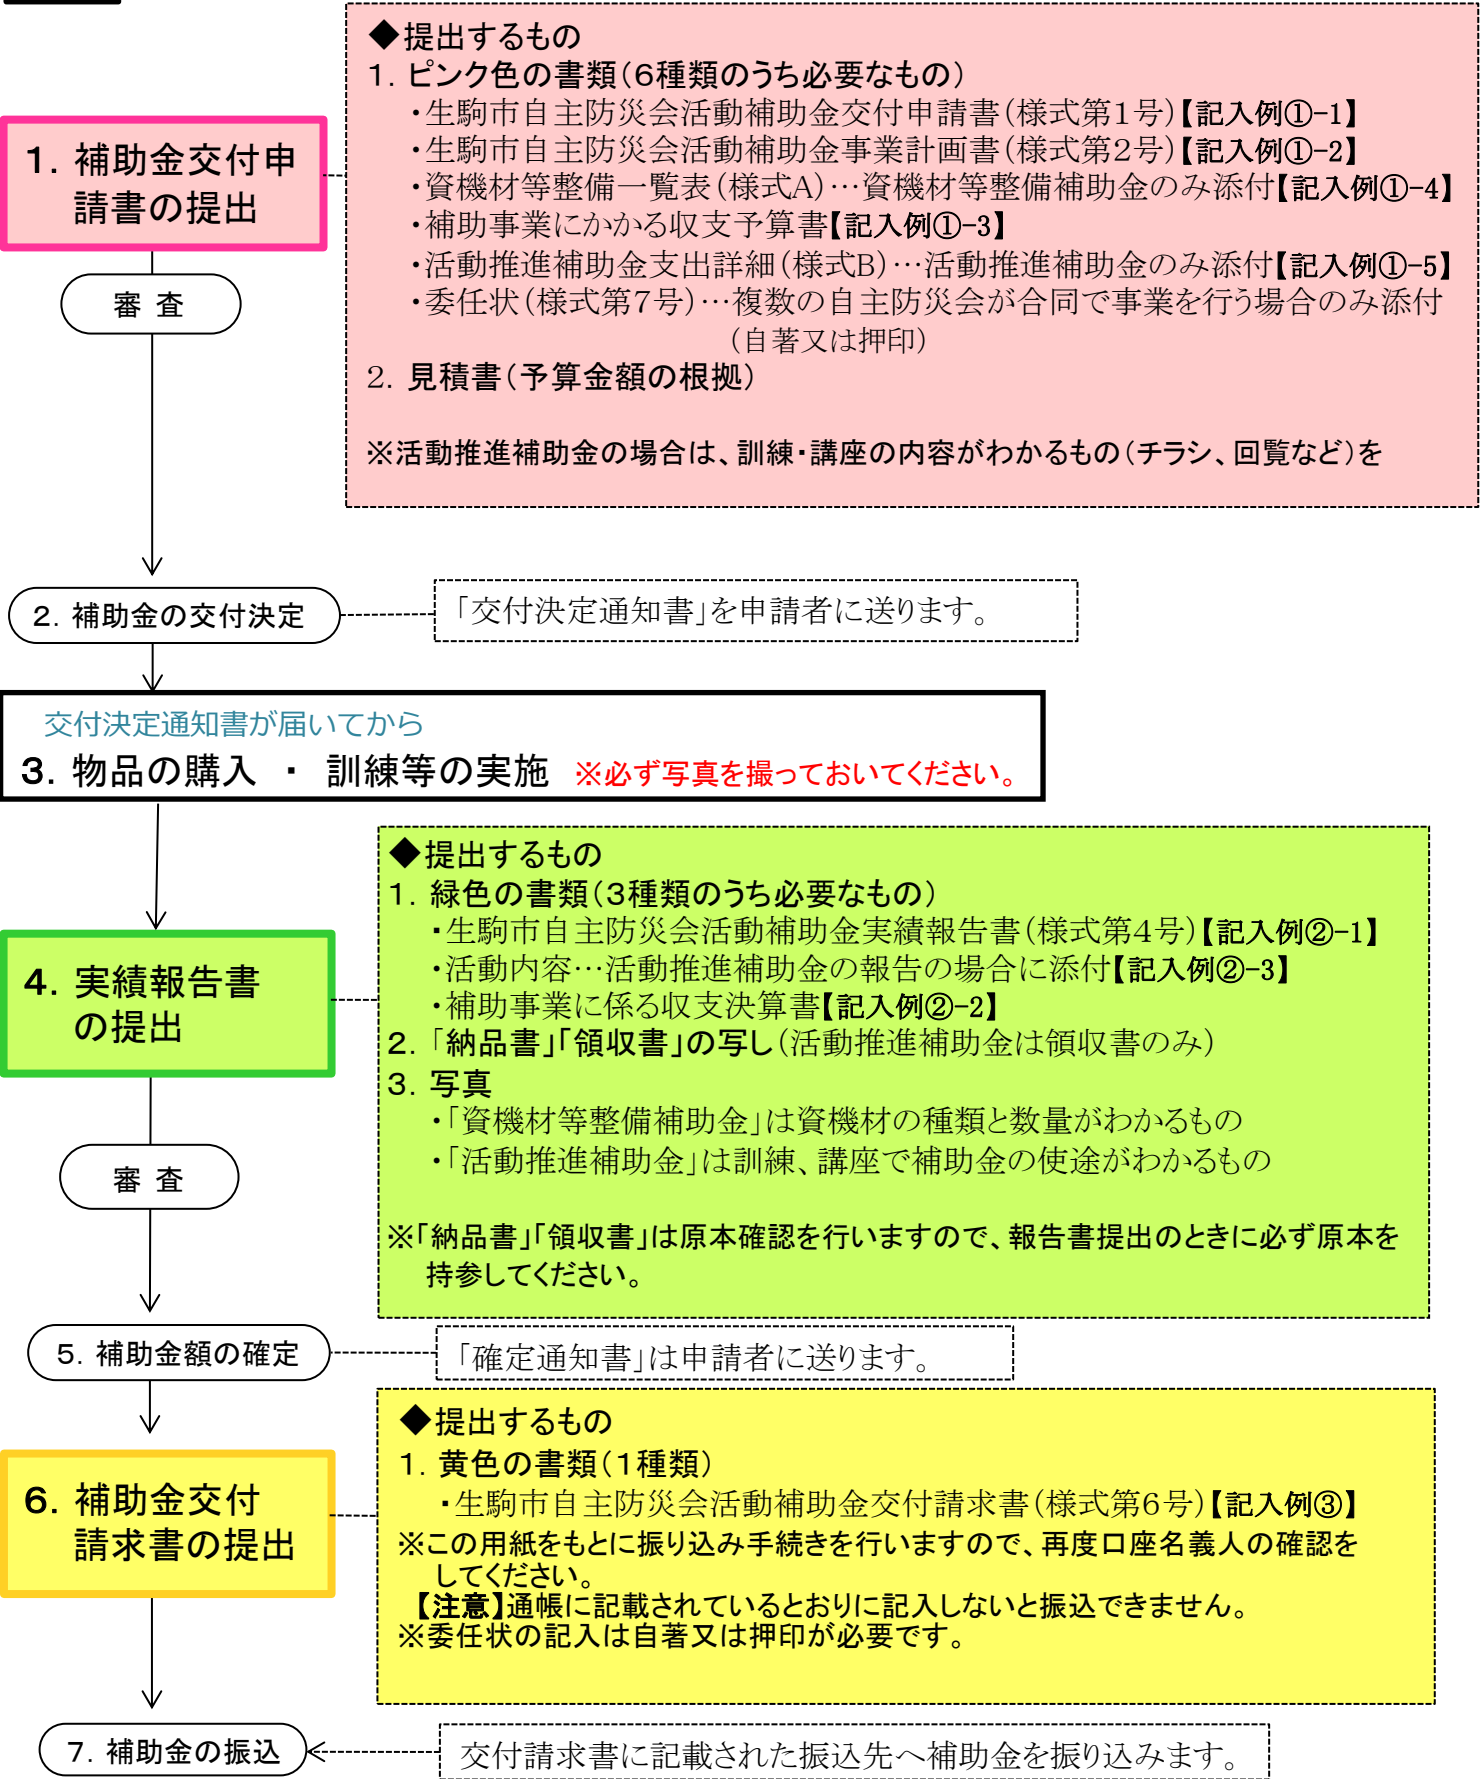 ◆提出するもの
1. ピンク色の書類(6種類のうち必要なもの)
・生駒市自主防災会活動補助金交付申請書(様式第1号)【記入例①-1】
・生駒市自主防災会活動補助金事業計画書(様式第2号)【記入例①-2】
・資機材等整備一覧表(様式A)…資機材等整備補助金のみ添付【記入例①-4】
・補助事業にかかる収支予算書【記入例①-3】
・活動推進補助金支出詳細(様式B)…活動推進補助金のみ添付【記入例①-5】
・委任状(様式第7号)…複数の自主防災会が合同で事業を行う場合のみ添付
(自著又は押印)
2. 見積書(予算金額の根拠)
※活動推進補助金の場合は、訓練・講座の内容がわかるもの(チラシ、回覧など)を
1. 補助金交付申
請書の提出
審 査
2. 補助金の交付決定
「交付決定通知書」を申請者に送ります。
交付決定通知書が届いてから
3. 物品の購入 ・ 訓練等の実施 ※必ず写真を撮っておいてください。
◆提出するもの
1. 緑色の書類(3種類のうち必要なもの)
・生駒市自主防災会活動補助金実績報告書(様式第4号)【記入例②-1】
・活動内容…活動推進補助金の報告の場合に添付【記入例②-3】
・補助事業に係る収支決算書【記入例②-2】
2. 「納品書」「領収書」の写し(活動推進補助金は領収書のみ)
3. 写真
・「資機材等整備補助金」は資機材の種類と数量がわかるもの
・「活動推進補助金」は訓練、講座で補助金の使途がわかるもの
※「納品書」「領収書」は原本確認を行いますので、報告書提出のときに必ず原本を
持参してください。
4. 実績報告書
の提出
審 査
5. 補助金額の確定
「確定通知書」は申請者に送ります。
◆提出するもの
1. 黄色の書類(1種類)
・生駒市自主防災会活動補助金交付請求書(様式第6号)【記入例③】
※この用紙をもとに振り込み手続きを行いますので、再度口座名義人の確認を
してください。
【注意】通帳に記載されているとおりに記入しないと振込できません。
※委任状の記入は自著又は押印が必要です。
6. 補助金交付
請求書の提出
7. 補助金の振込
交付請求書に記載された振込先へ補助金を振り込みます。